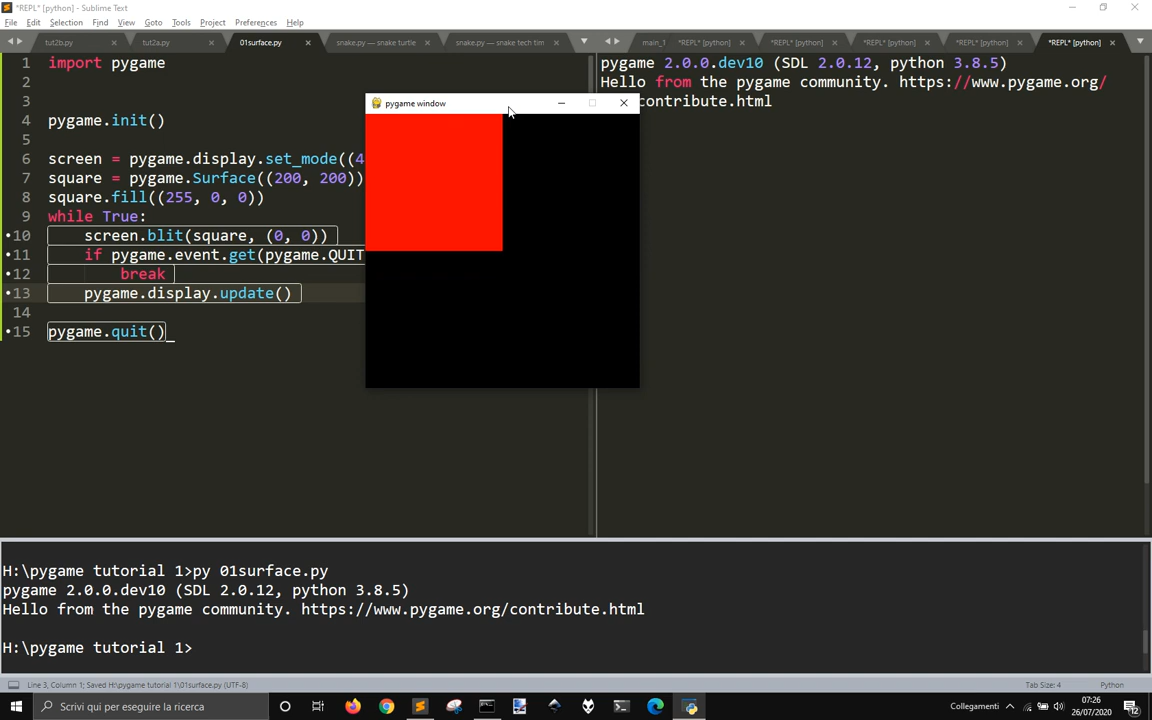 *REPL* [python] - Sublime Text
File Edit Selection Find View Goto Tools Project Preferences Help
tut2b.py tut2a.py 01surface.py snake.py — snake turtle snake.py — snake tech tim main_1 *REPL* [python] *REPL* [python] *REPL* [python] *REPL* [python] *REPL* [python]
1 import pygame
2
3
4 pygame.init()
5
6 screen = pygame.display.set_mode((4
7 square = pygame.Surface((200, 200))
8 square.fill((255, 0, 0))
9 while True:
10 screen.blit(square, (0, 0))
11 if pygame.event.get(pygame.QUIT
12 break
13 pygame.display.update()
14
15 pygame.quit()
pygame window
pygame 2.0.0.dev10 (SDL 2.0.12, python 3.8.5)
Hello from the pygame community. https://www.pygame.org/
contribute.html
H:\pygame tutorial 1>py 01surface.py
pygame 2.0.0.dev10 (SDL 2.0.12, python 3.8.5)
Hello from the pygame community. https://www.pygame.org/contribute.html
H:\pygame tutorial 1>
Line 3, Column 1; Saved H:\pygame tutorial 1\01surface.py (UTF-8) Tab Size: 4 Python
Scrivi qui per eseguire la ricerca Collegamenti 07:26
26/07/2020 12